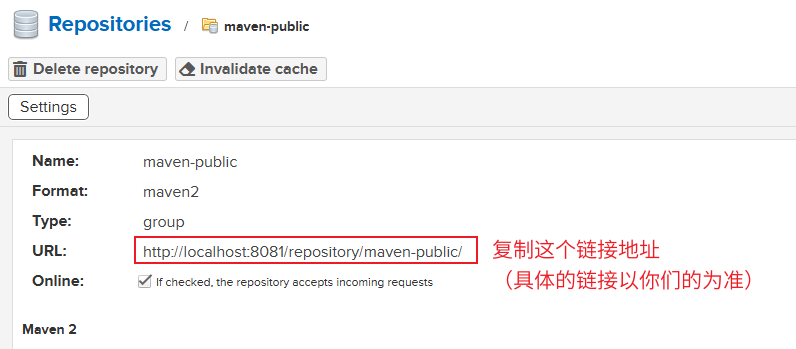 Repositories / maven-public
Delete repository Invalidate cache
Settings
Name: maven-public
Format: maven2
Type: group
URL: http://localhost:8081/repository/maven-public/ 复制这个链接地址
Online: If checked, the repository accepts incoming requests （具体的链接以你们的为准）
Maven 2